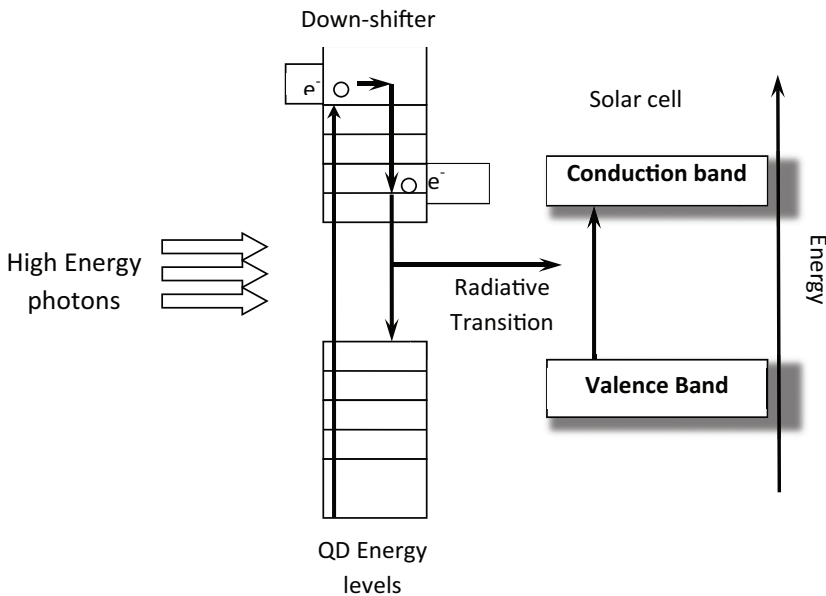 Down-shifter
e-
Solar cell
Conduction band
e-
High Energy
photons
Energy
Radiative
Transition
Valence Band
QD Energy
levels